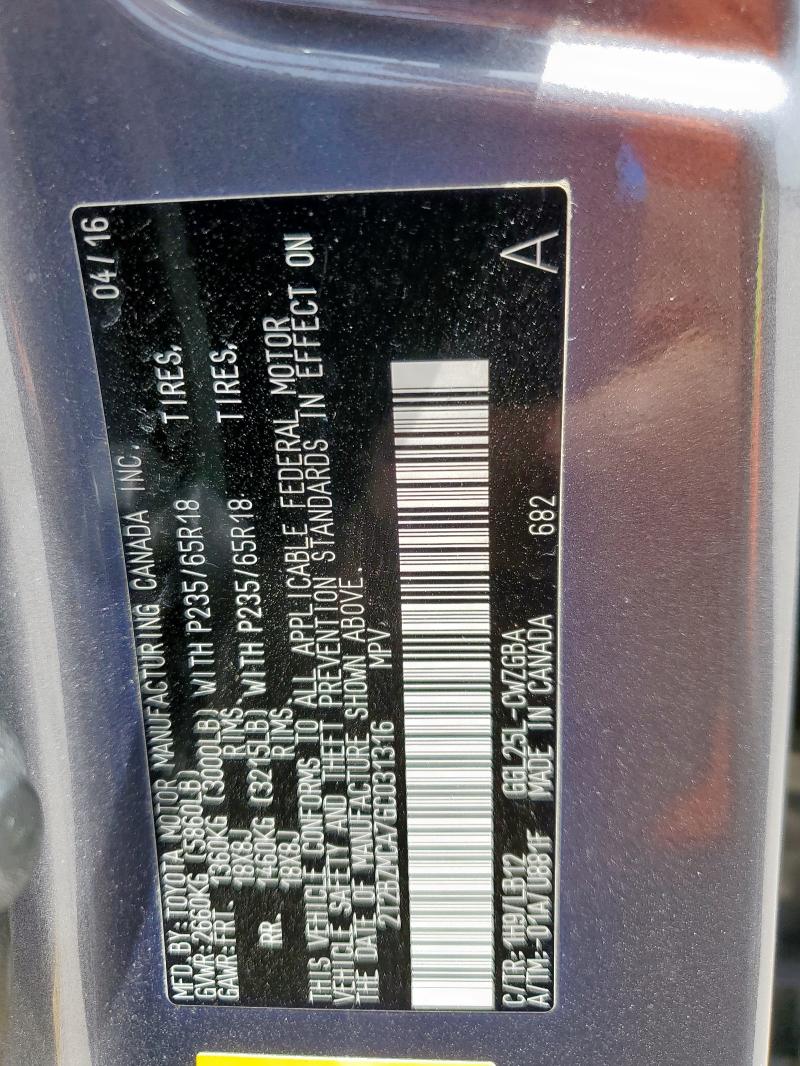 04/16
MFD. BY: TOYOTA MOTOR MANUFACTURING CANADA INC.
GVWR: 2660KG (5860LB)
GAWR: FRT - 1360KG (3000LB) WITH P235/65R18 TIRES,
18X8J RIMS
RR. 1460KG (3215LB) WITH P235/65R18 TIRES,
18X8J RIMS.
THIS VEHICLE CONFORMS TO ALL APPLICABLE FEDERAL MOTOR
VEHICLE SAFETY AND THEFT PREVENTION STANDARDS IN EFFECT ON
THE DATE OF MANUFACTURE SHOWN ABOVE.
2T2BZMCA7GC031316 MPV
C/TR: 1H9/LB12 GGL25L-CWZGBA
A/TM: -01A/U881F MADE IN CANADA 682
A